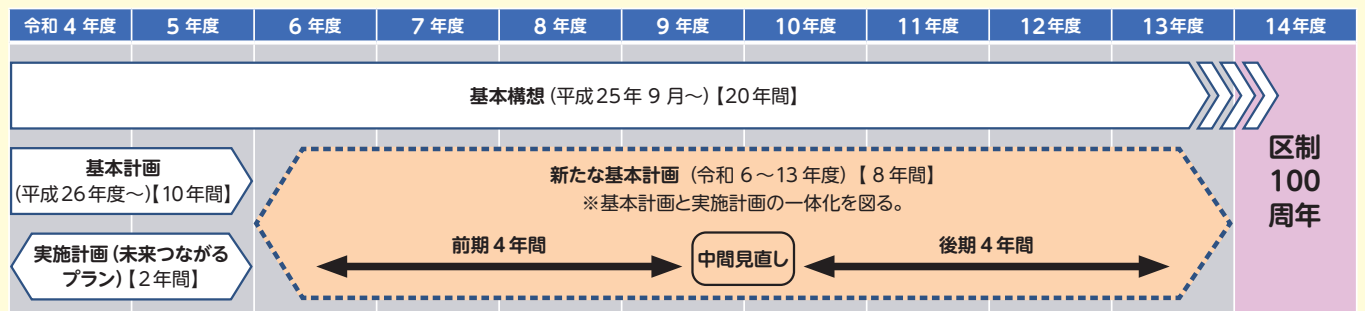 令和4年度 5年度 6年度 7年度 8年度 9年度 10年度 11年度 12年度 13年度 14年度
基本構想(平成25年9月～)【20年間】
基本計画
(平成26年度～)【10年間】
実施計画(未来つながる
プラン)【2年間】
新たな基本計画(令和6～13年度)【8年間】
※基本計画と実施計画の一体化を図る。
前期4年間
中間見直し
後期4年間
区制
100
周年